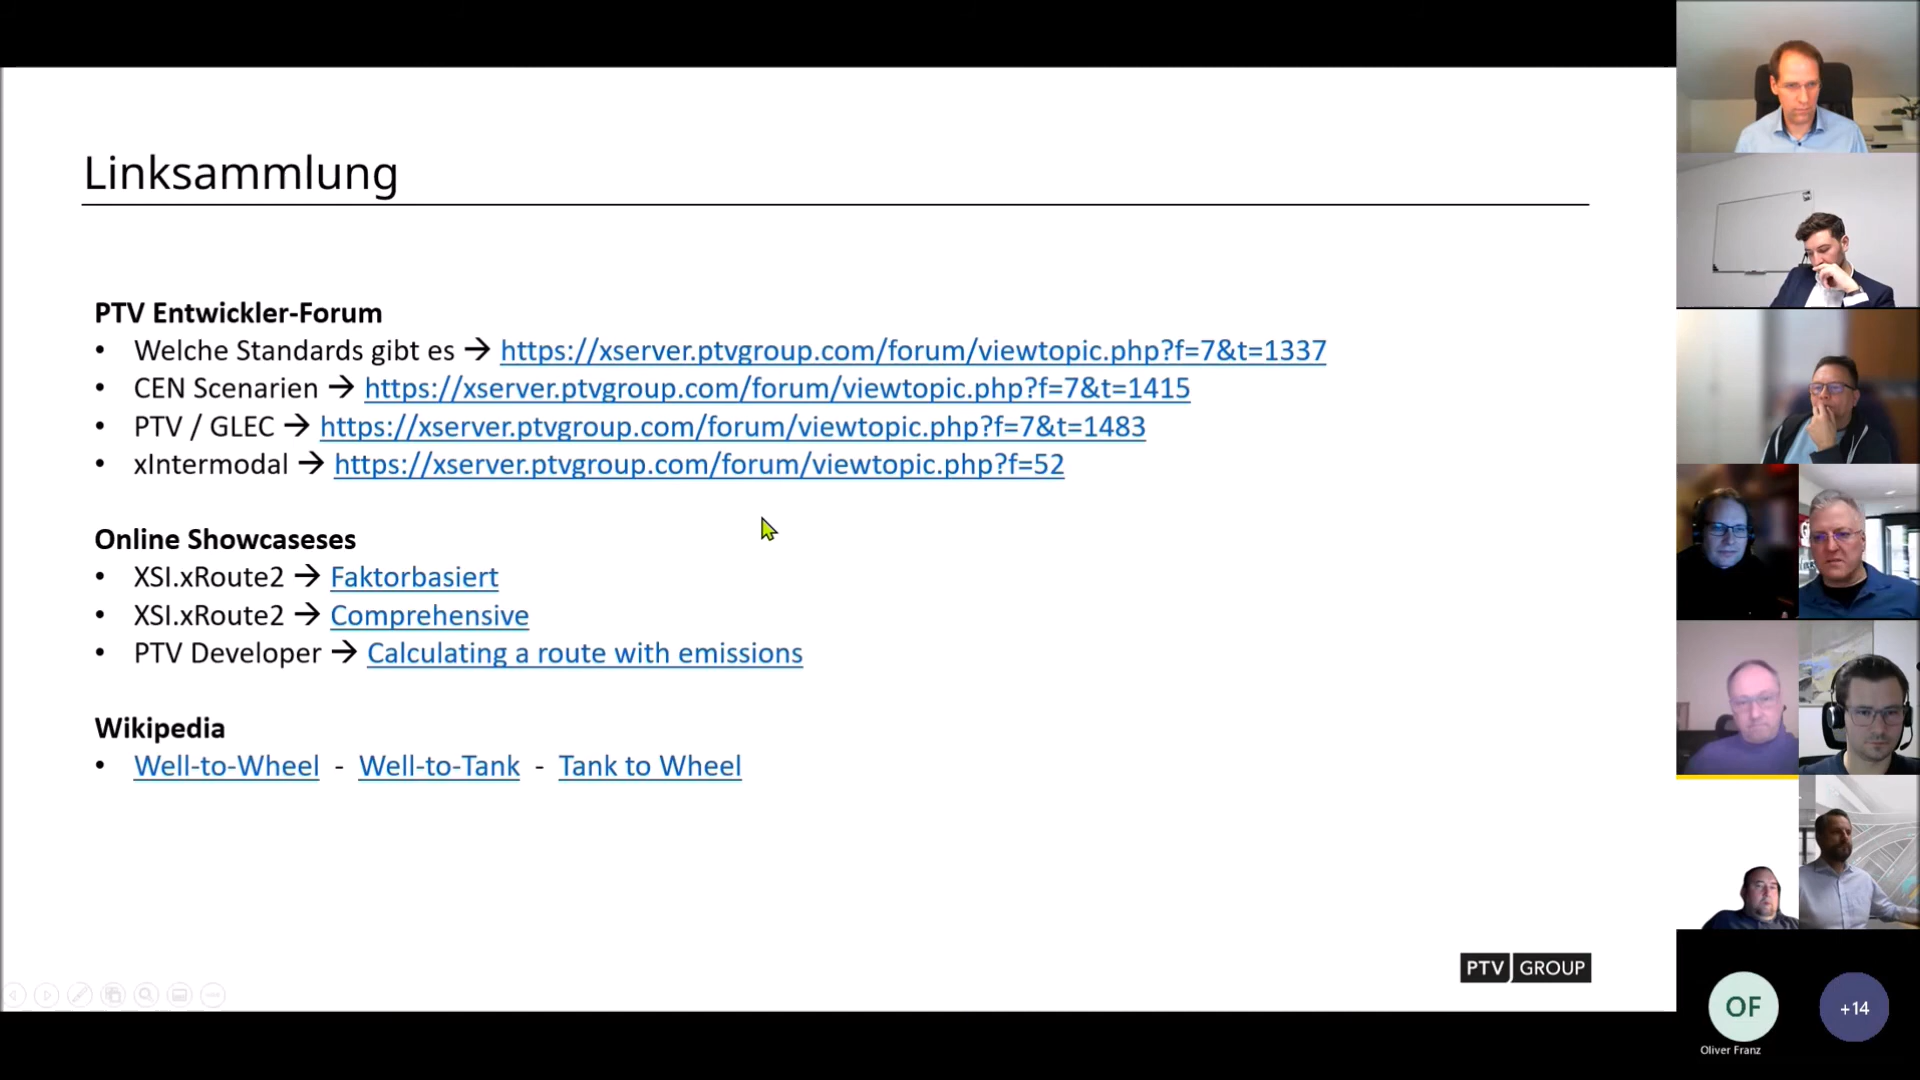 Linksammlung
PTV Entwickler-Forum
• Welche Standards gibt es → https://xserver.ptvgroup.com/forum/viewtopic.php?f=7&t=1337
• CEN Scenarien → https://xserver.ptvgroup.com/forum/viewtopic.php?f=7&t=1415
• PTV / GLEC → https://xserver.ptvgroup.com/forum/viewtopic.php?f=7&t=1483
• xIntermodal → https://xserver.ptvgroup.com/forum/viewtopic.php?f=52
Online Showcaseses
• XSI.xRoute2 → Faktorbasiert
• XSI.xRoute2 → Comprehensive
• PTV Developer → Calculating a route with emissions
Wikipedia
• Well-to-Wheel - Well-to-Tank - Tank to Wheel
PTV GROUP
OF
+14
Oliver Franz